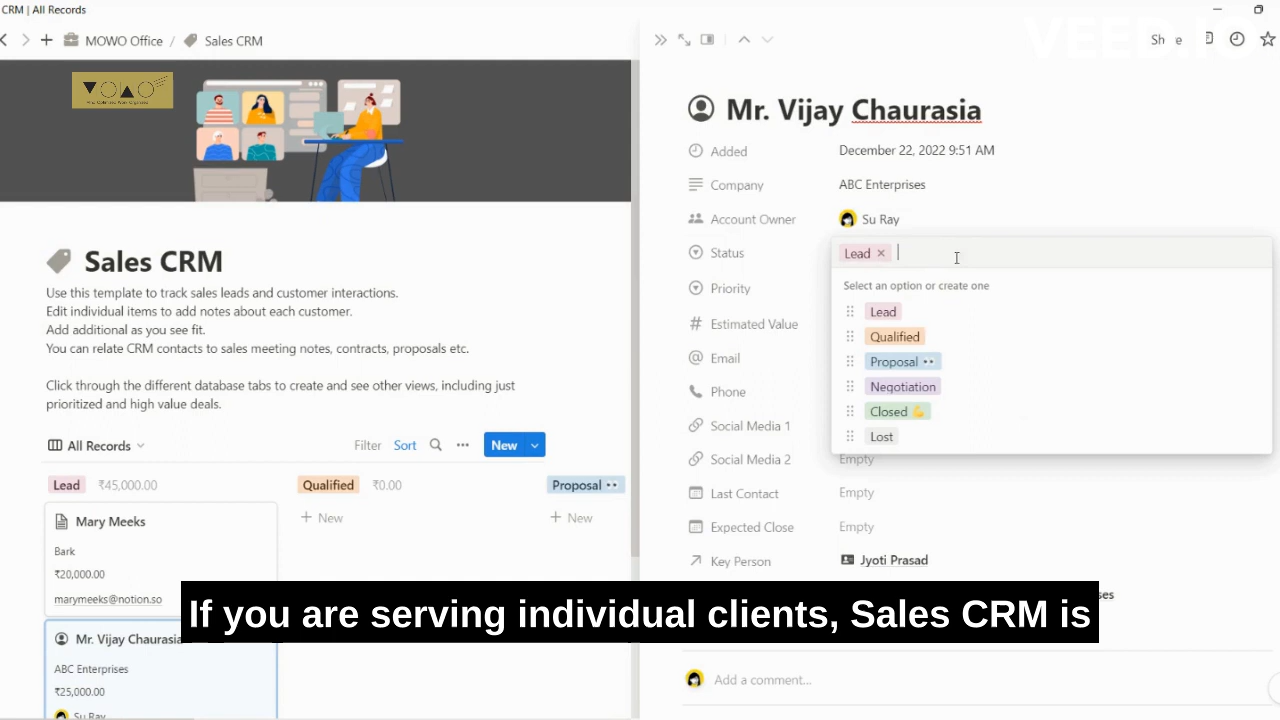 CRM | All Records
MOWO Office / Sales CRM
VEED.IO
Share
Sales CRM
Use this template to track sales leads and customer interactions.
Edit individual items to add notes about each customer.
Add additional as you see fit.
You can relate CRM contacts to sales meeting notes, contracts, proposals etc.
Click through the different database tabs to create and see other views, including just
prioritized and high value deals.
All Records Filter Sort ••• New
Lead ₹45,000.00 Qualified ₹0.00 Proposal 👀
Mary Meeks + New + New
Bark
₹20,000.00
marymeeks@notion.so
Mr. Vijay Chaurasia
ABC Enterprises
₹25,000.00
Su Ray
Mr. Vijay Chaurasia
Added December 22, 2022 9:51 AM
Company ABC Enterprises
Account Owner Su Ray
Status Lead ×
Select an option or create one
Priority
Lead
# Estimated Value
Qualified
@ Email
Proposal 👀
Phone
Negotiation
Closed 💪
Social Media 1
Lost
Social Media 2 Empty
Last Contact Empty
Expected Close Empty
Key Person Jyoti Prasad
If you are serving individual clients, Sales CRM is
Add a comment...